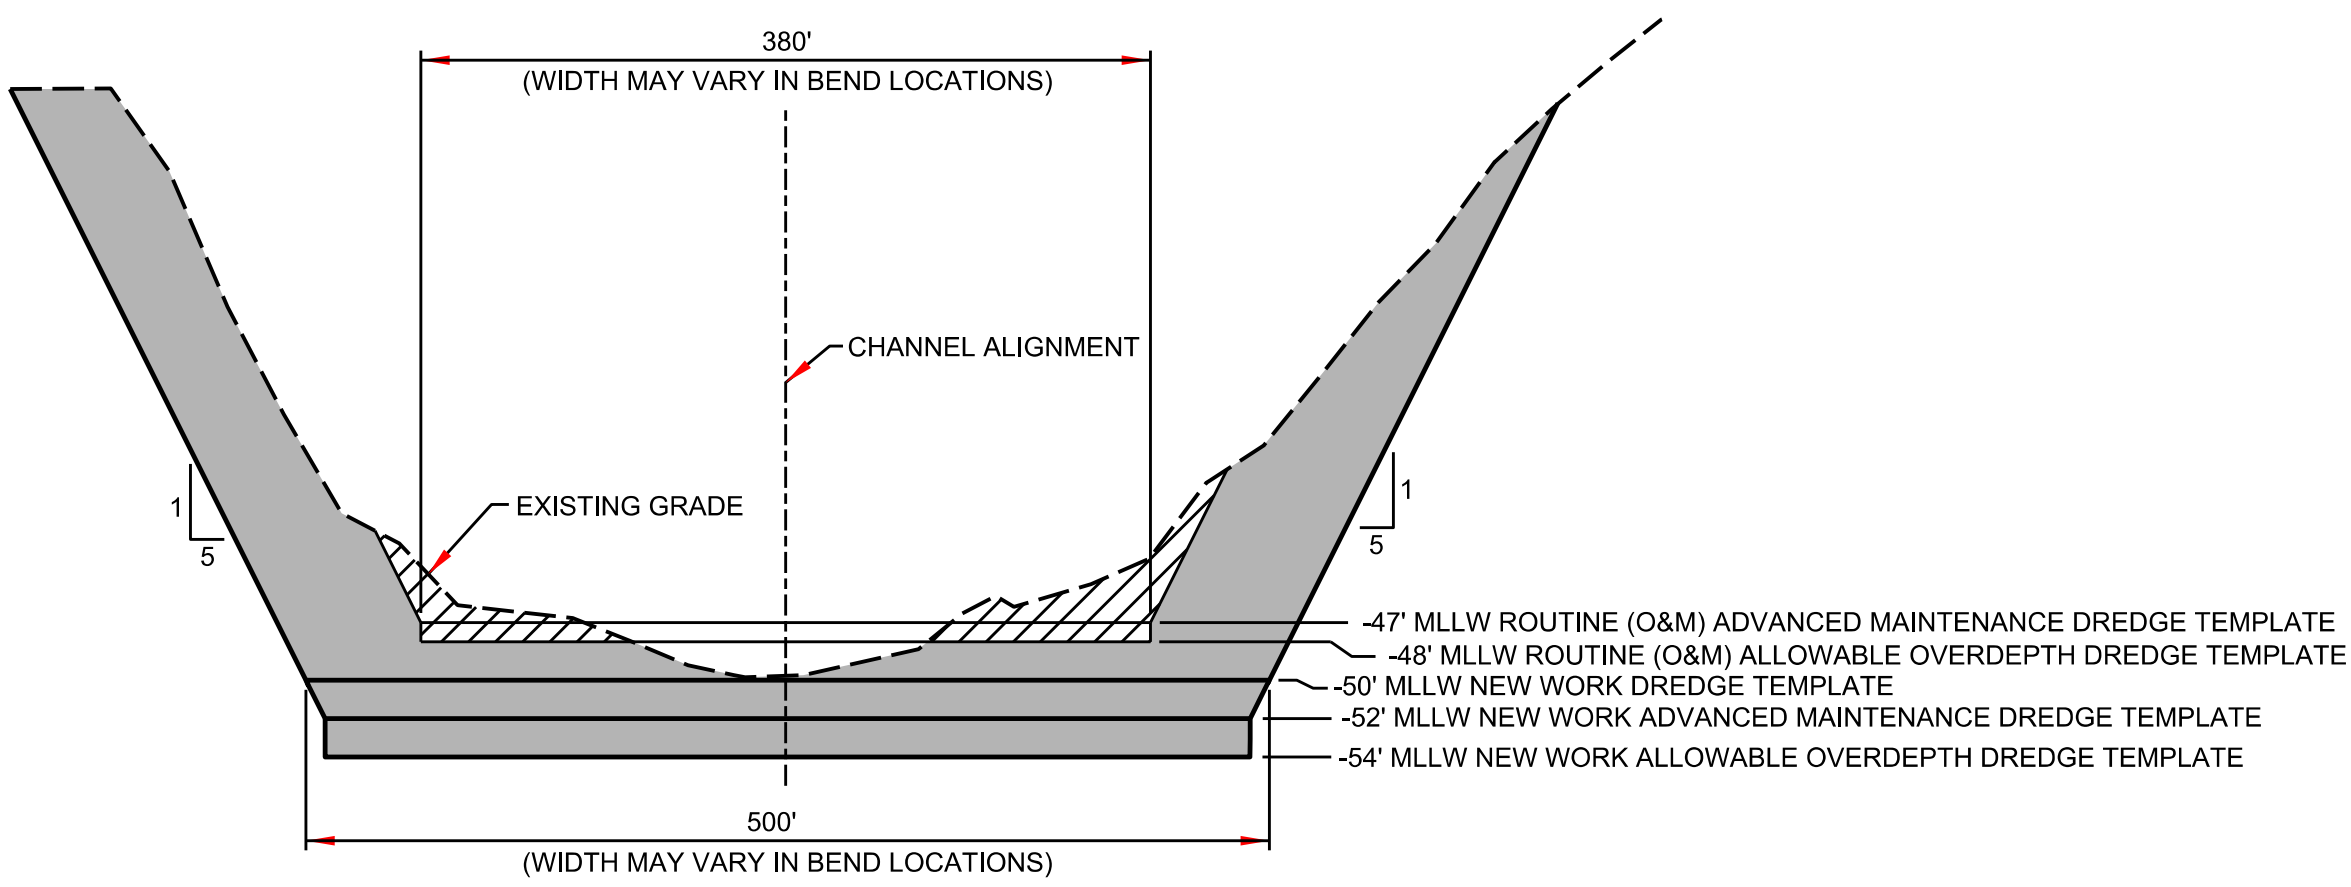 380'
(WIDTH MAY VARY IN BEND LOCATIONS)
CHANNEL ALIGNMENT
EXISTING GRADE
1
5
1
5
-47' MLLW ROUTINE (O&M) ADVANCED MAINTENANCE DREDGE TEMPLATE
-48' MLLW ROUTINE (O&M) ALLOWABLE OVERDEPTH DREDGE TEMPLATE
-50' MLLW NEW WORK DREDGE TEMPLATE
-52' MLLW NEW WORK ADVANCED MAINTENANCE DREDGE TEMPLATE
-54' MLLW NEW WORK ALLOWABLE OVERDEPTH DREDGE TEMPLATE
500'
(WIDTH MAY VARY IN BEND LOCATIONS)